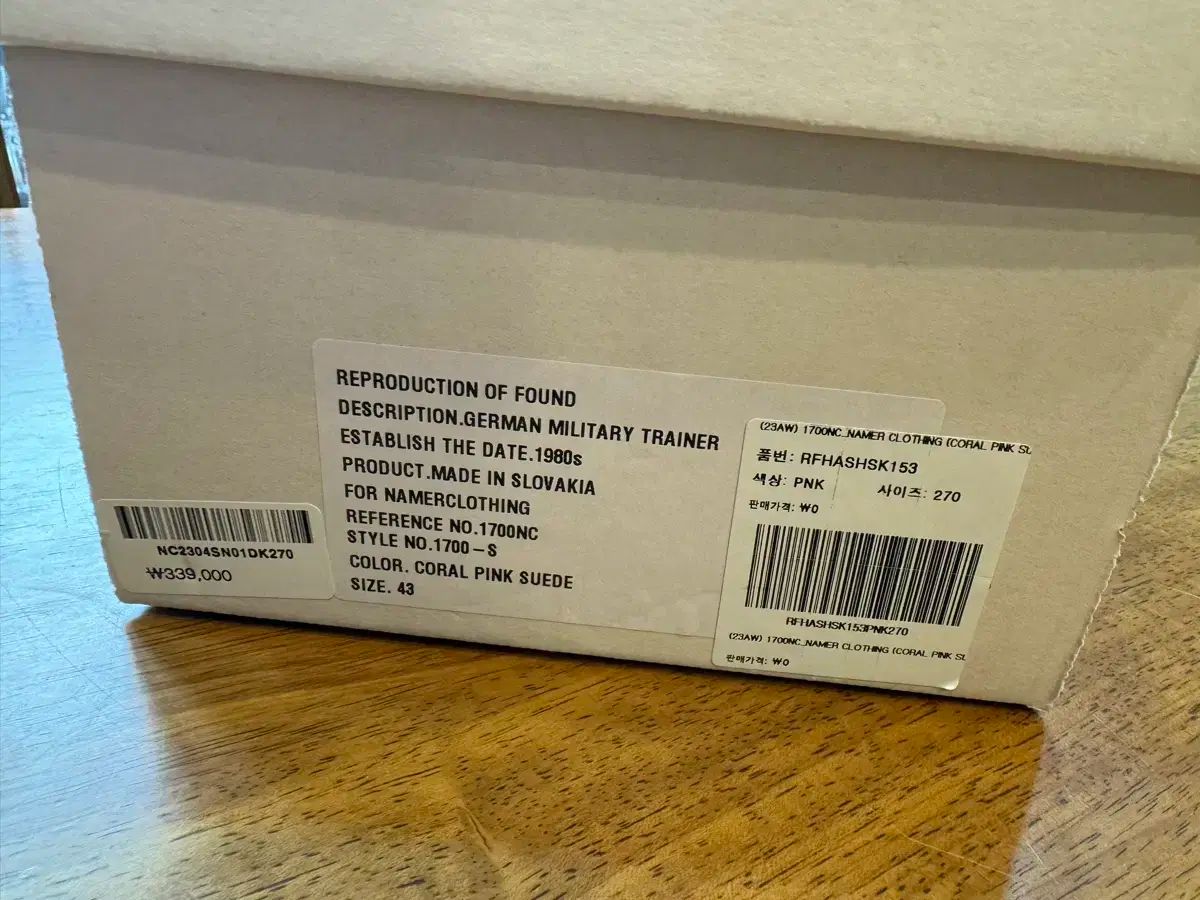 REPRODUCTION OF FOUND
DESCRIPTION.GERMAN MILITARY TRAINER
ESTABLISH THE DATE.1980s
PRODUCT.MADE IN SLOVAKIA
FOR NAMERCLOTHING
REFERENCE NO.1700NC
STYLE NO.1700-S
COLOR. CORAL PINK SUEDE
SIZE. 43
NC2304SN01DK270
₩339,000
(23AW) 1700NC_NAMER CLOTHING (CORAL PINK SU
품번: RFHASHSK153
색상: PNK 사이즈: 270
판매가격: ₩0
RFHASHSK153PNK270
(23AW) 1700NC_NAMER CLOTHING (CORAL PINK SU
판매가격: ₩0